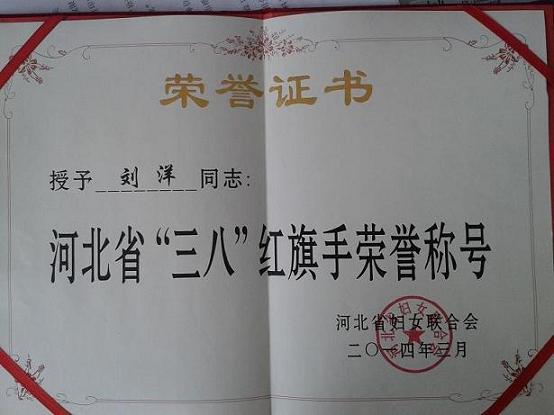 荣誉证书
授予 刘洋 同志:
河北省“三八”红旗手荣誉称号
河北省妇女联合会
二〇一四年三月